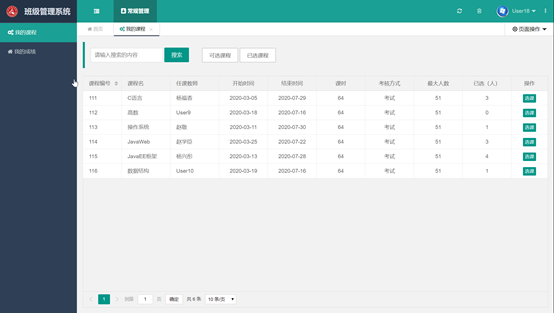 班级管理系统
常规管理
User18
我的课程
我的成绩
首页
我的课程
页面操作
请输入搜索的内容
搜索
可选课程
已选课程
课程编号 课程名 任课教师 开始时间 结束时间 课时 考核方式 最大人数 已选（人） 操作
111 C语言 杨福香 2020-03-05 2020-07-29 64 考试 51 3 选课
112 高数 User9 2020-03-18 2020-07-16 64 考试 51 0 选课
113 操作系统 赵璇 2020-03-11 2020-07-30 64 考试 51 1 选课
114 JavaWeb 赵学臣 2020-03-25 2020-07-22 64 考试 51 3 选课
115 JavaEE框架 杨兴彤 2020-03-13 2020-07-28 64 考试 51 4 选课
116 数据结构 User10 2020-03-19 2020-07-16 64 考试 51 1 选课
1 到第 1 页 确定 共 6 条 10 条/页